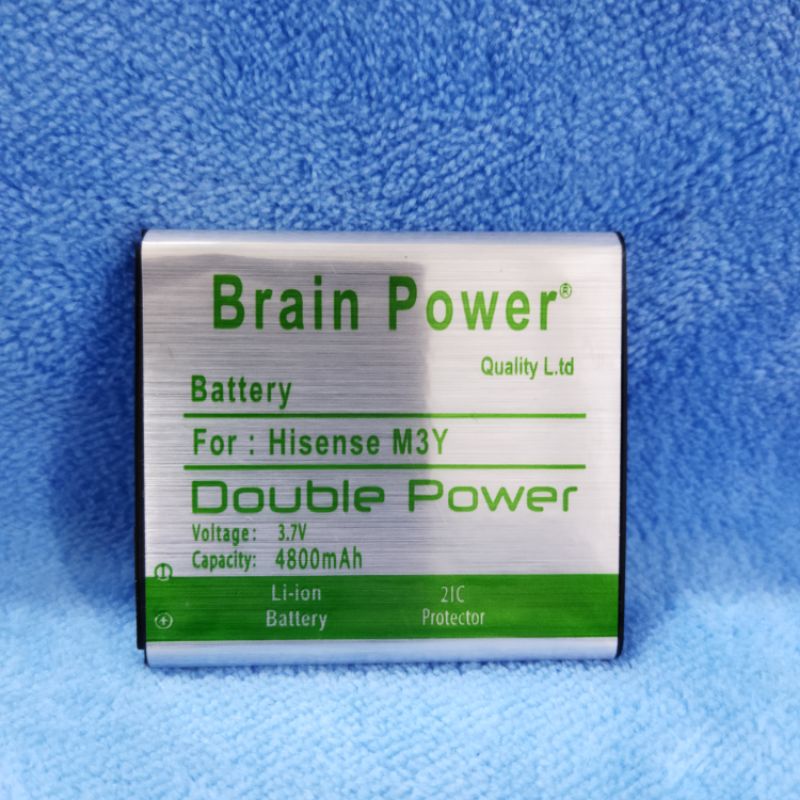 Brain Power®
Quality L.td
Battery
For : Hisense M3Y
Double Power
Voltage: 3.7V
Capacity: 4800mAh
Li-ion Battery
2IC Protector